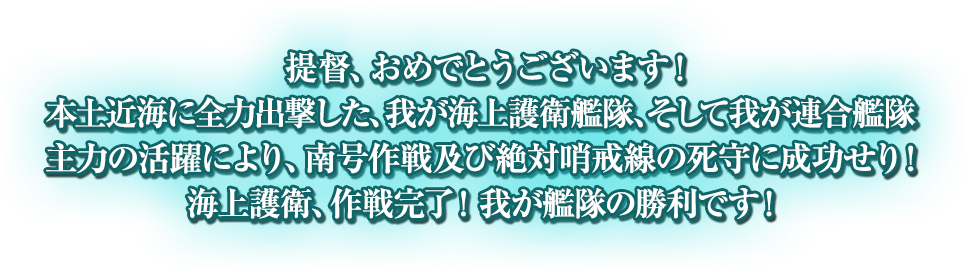 提督、おめでとうございます！
本土近海に全力出撃した、我が海上護衛艦隊、そして我が連合艦隊
主力の活躍により、南号作戦及び絶対哨戒線の死守に成功せり！
海上護衛、作戦完了！我が艦隊の勝利です！